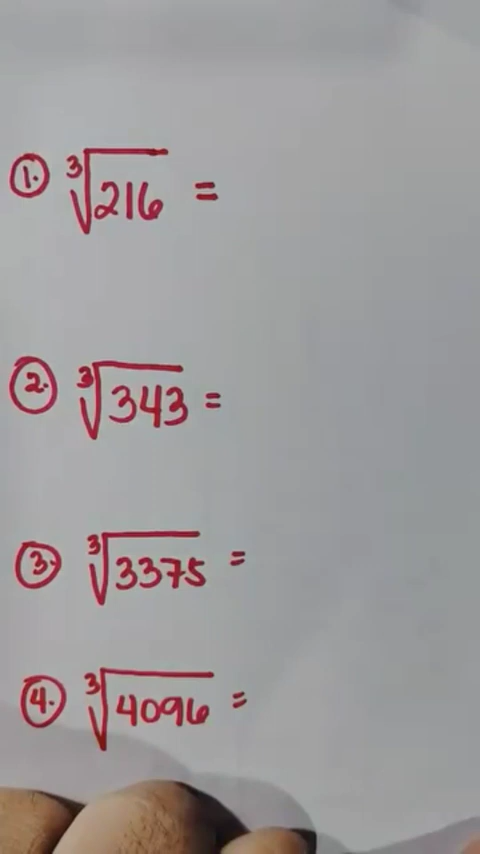 1. ∛216 =
2. ∛343 =
3. ∛3375 =
4. ∛4096 =